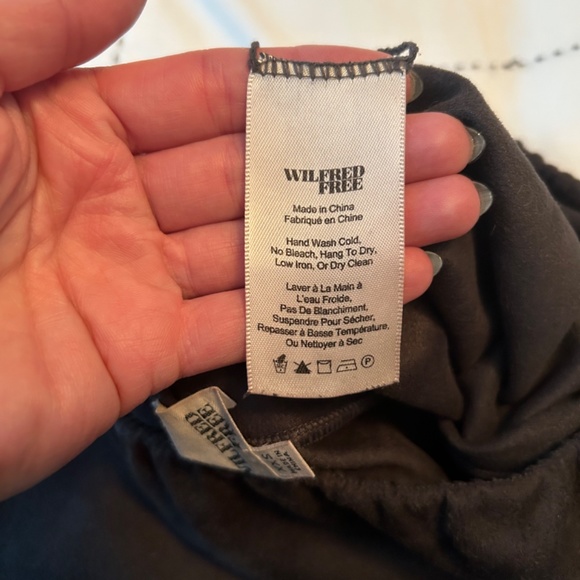 WILFRED
FREE
Made in China
Fabriqué en Chine
Hand Wash Cold,
No Bleach, Hang To Dry,
Low Iron, Or Dry Clean
Laver à La Main à
L'eau Froide,
Pas De Blanchiment,
Suspendre Pour Sécher,
Repasser à Basse Température,
Ou Nettoyer à Sec
P
WILFRED
FREE